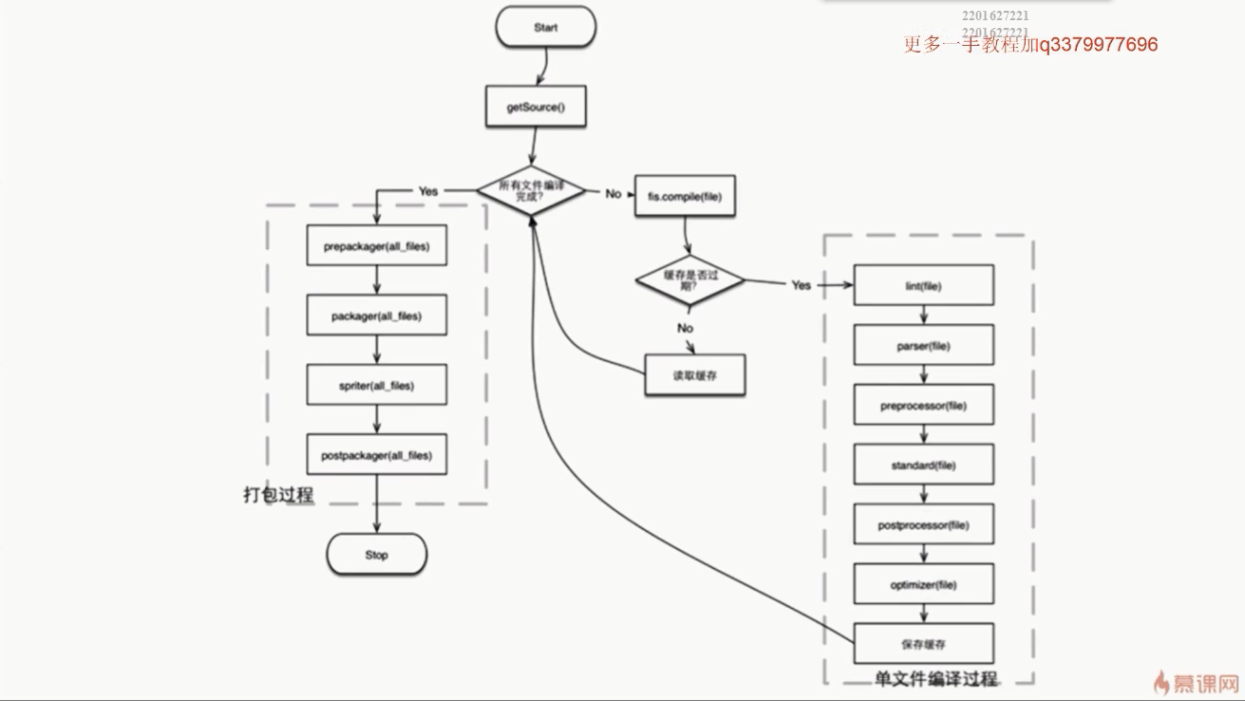 2201627221
2201627221
更多一手教程加q3379977696
Start
getSource()
所有文件编译
完成?
Yes
No
fis.compile(file)
缓存是否过
期?
Yes
No
读取缓存
prepackager(all_files)
packager(all_files)
spriter(all_files)
postpackager(all_files)
打包过程
Stop
lint(file)
parser(file)
preprocessor(file)
standard(file)
postprocessor(file)
optimizer(file)
保存缓存
单文件编译过程
慕课网